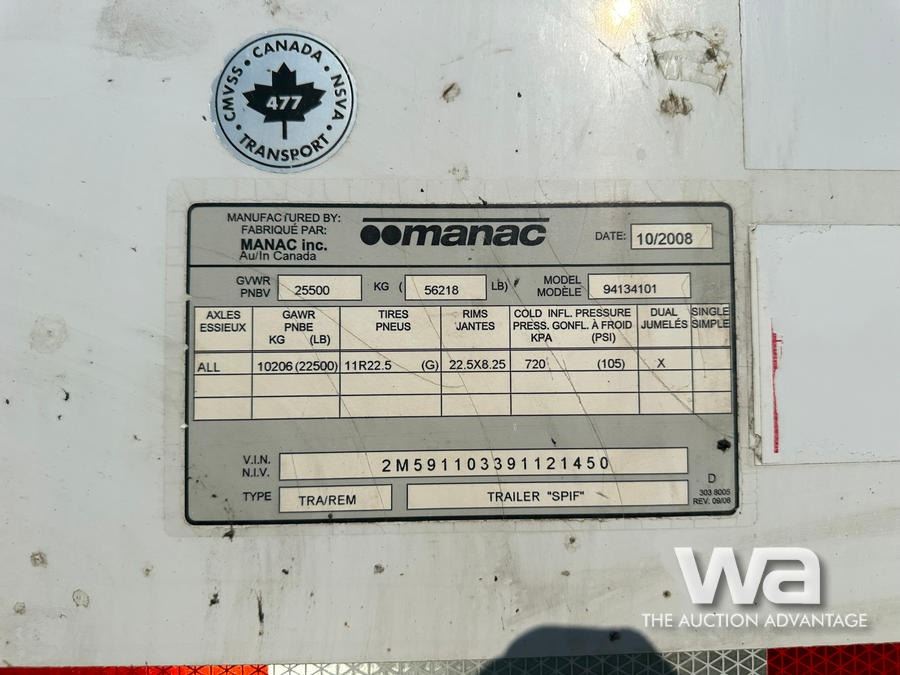 CMVSS • CANADA • NSVA • TRANSPORT •
477
MANUFACTURED BY:
FABRIQUÉ PAR:
MANAC inc.
Au/In Canada
manac
DATE: 10/2008
GVWR
PNBV
25500 KG ( 56218 LB)
MODEL
MODÈLE
94134101
AXLES
ESSIEUX
GAWR
PNBE
KG (LB)
TIRES
PNEUS
RIMS
JANTES
COLD INFL. PRESSURE
PRESS. GONFL. À FROID
KPA (PSI)
DUAL
JUMELÉS
SINGLE
SIMPLE
ALL 10206 (22500) 11R22.5 (G) 22.5X8.25 720 (105) X
V.I.N.
N.I.V.
2M591103391121450
TYPE TRA/REM TRAILER "SPIF"
D
303 8005
REV. 09/08
wa
THE AUCTION ADVANTAGE